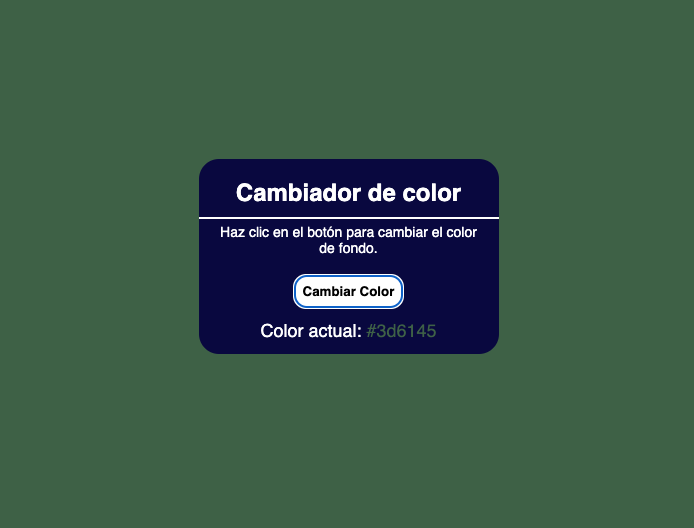 Cambiador de color
Haz clic en el botón para cambiar el color
de fondo.
Cambiar Color
Color actual: #3d6145